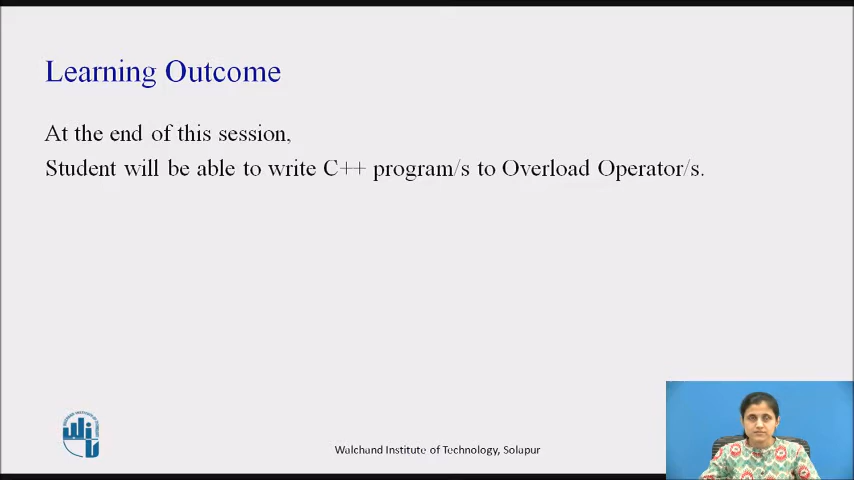 Learning Outcome
At the end of this session,
Student will be able to write C++ program/s to Overload Operator/s.
Walchand Institute of Technology, Solapur